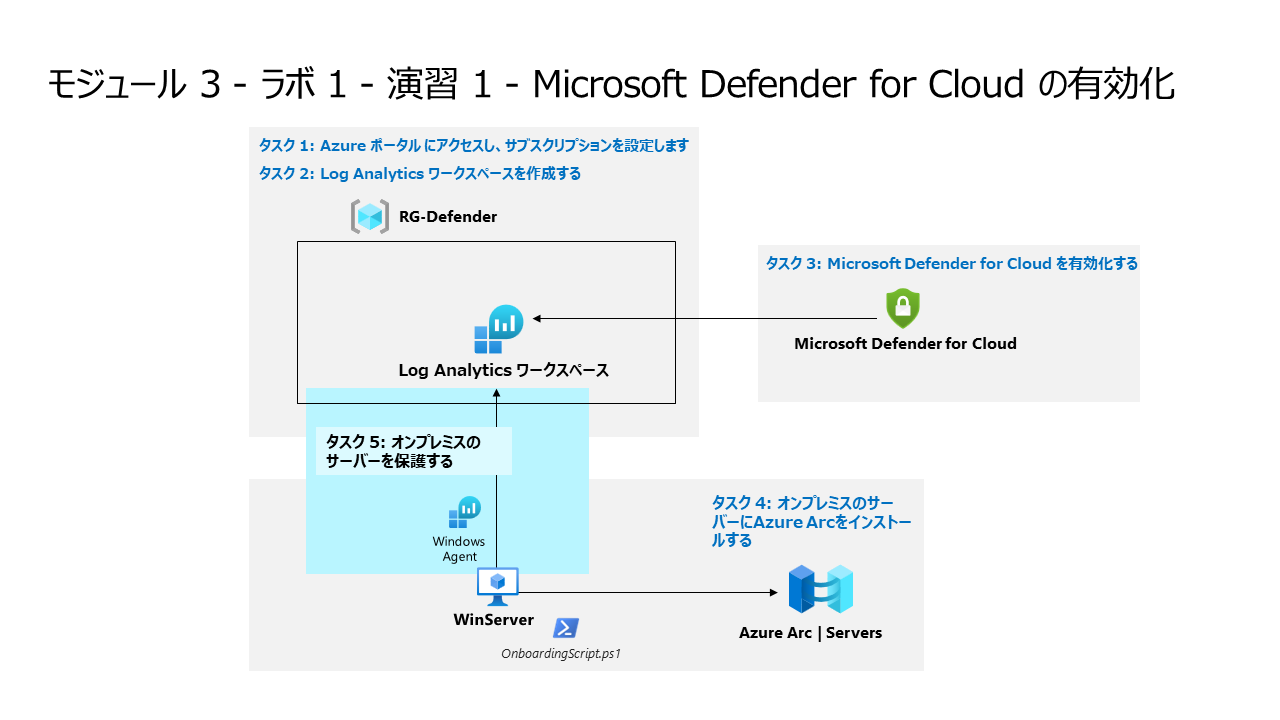 モジュール 3 - ラボ 1 - 演習 1 - Microsoft Defender for Cloud の有効化
タスク 1: Azure ポータル にアクセスし、サブスクリプションを設定します
タスク 2: Log Analytics ワークスペースを作成する
RG-Defender
タスク 3: Microsoft Defender for Cloud を有効化する
Microsoft Defender for Cloud
Log Analytics ワークスペース
タスク 5: オンプレミスの
サーバーを保護する
タスク 4: オンプレミスのサー
バーにAzure Arcをインストー
ルする
Windows
Agent
WinServer
Azure Arc | Servers
OnboardingScript.ps1